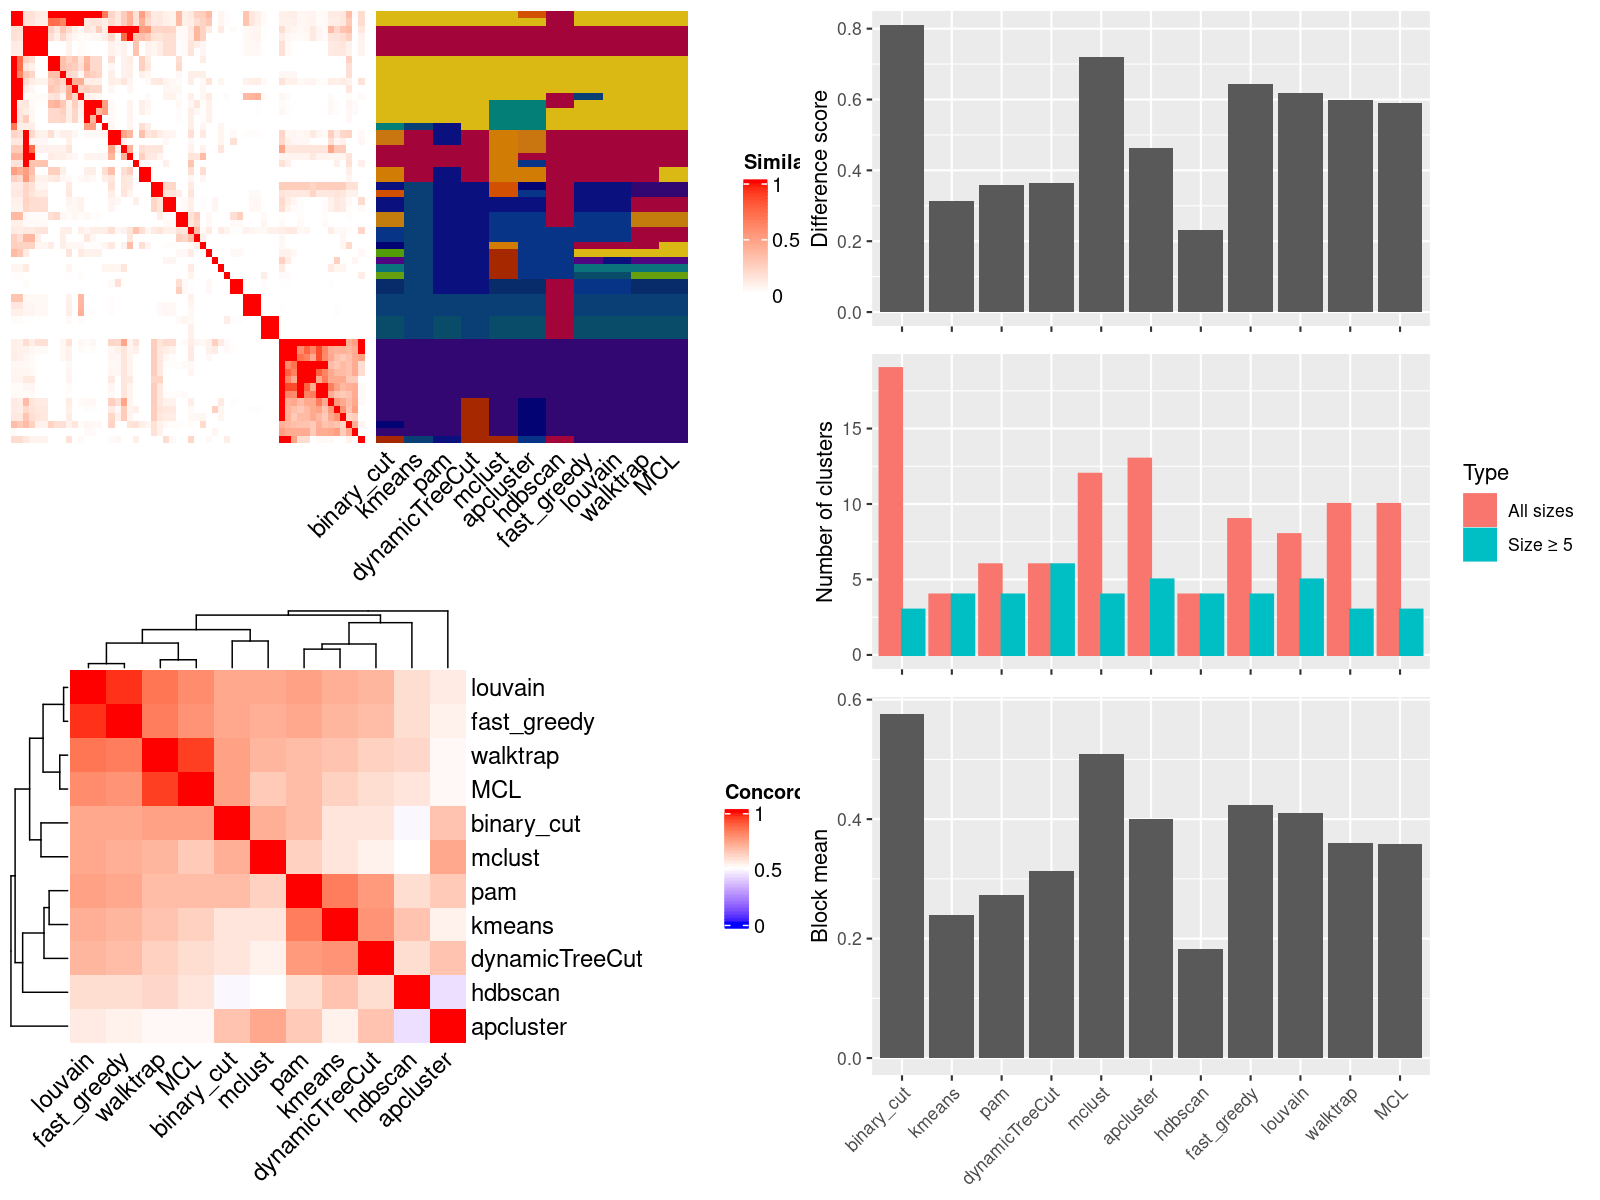 Simila
1
0.5
0
binary_cut
kmeans
pam
dynamicTreeCut
mclust
apcluster
hdbscan
fast_greedy
louvain
walktrap
MCL
louvain
fast_greedy
walktrap
MCL
binary_cut
mclust
pam
kmeans
dynamicTreeCut
hdbscan
apcluster
louvain
fast_greedy
walktrap
MCL
binary_cut
mclust
pam
kmeans
dynamicTreeCut
hdbscan
apcluster
Concord
1
0.5
0
Difference score
0.8
0.6
0.4
0.2
0.0
Number of clusters
15
10
5
0
Type
All sizes
Size ≥ 5
Block mean
0.6
0.4
0.2
0.0
binary_cut
kmeans
pam
dynamicTreeCut
mclust
apcluster
hdbscan
fast_greedy
louvain
walktrap
MCL